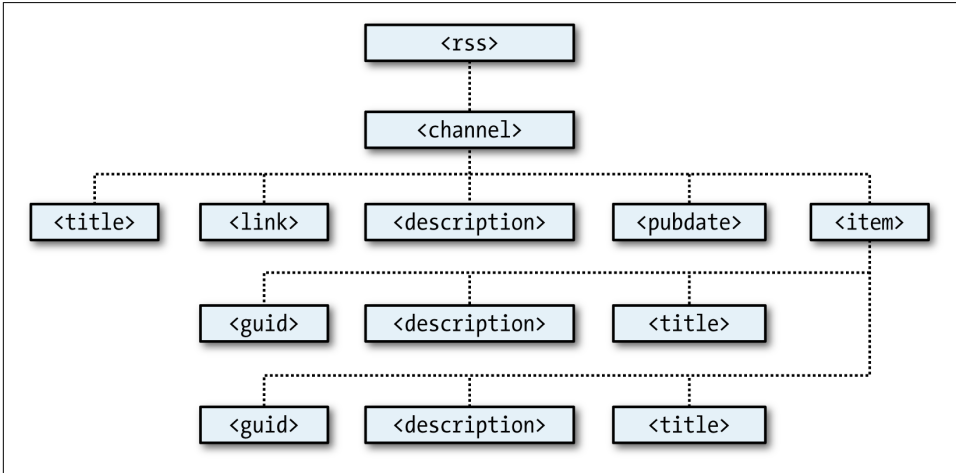 <rss>
<channel>
<title> <link> <description> <pubdate> <item>
<guid> <description> <title>
<guid> <description> <title>